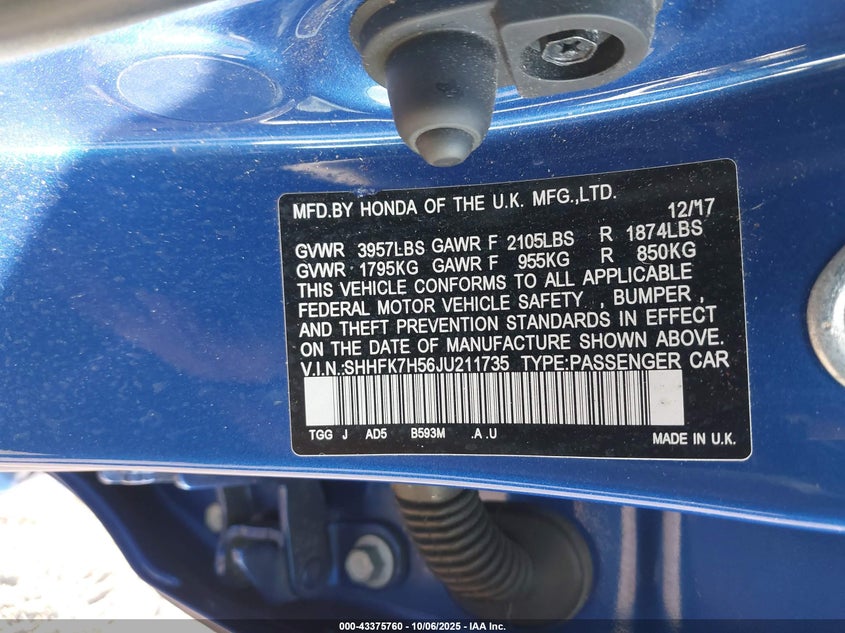 MFD.BY HONDA OF THE U.K. MFG.,LTD. 12/17
GVWR 3957LBS GAWR F 2105LBS R 1874LBS
GVWR 1795KG GAWR F 955KG R 850KG
THIS VEHICLE CONFORMS TO ALL APPLICABLE
FEDERAL MOTOR VEHICLE SAFETY , BUMPER ,
AND THEFT PREVENTION STANDARDS IN EFFECT
ON THE DATE OF MANUFACTURE SHOWN ABOVE.
V.I.N.:SHHFK7H56JU211735 TYPE:PASSENGER CAR
TGG J AD5 B593M .A .U MADE IN U.K.
000-43375760 - 10/06/2025 - IAA Inc.